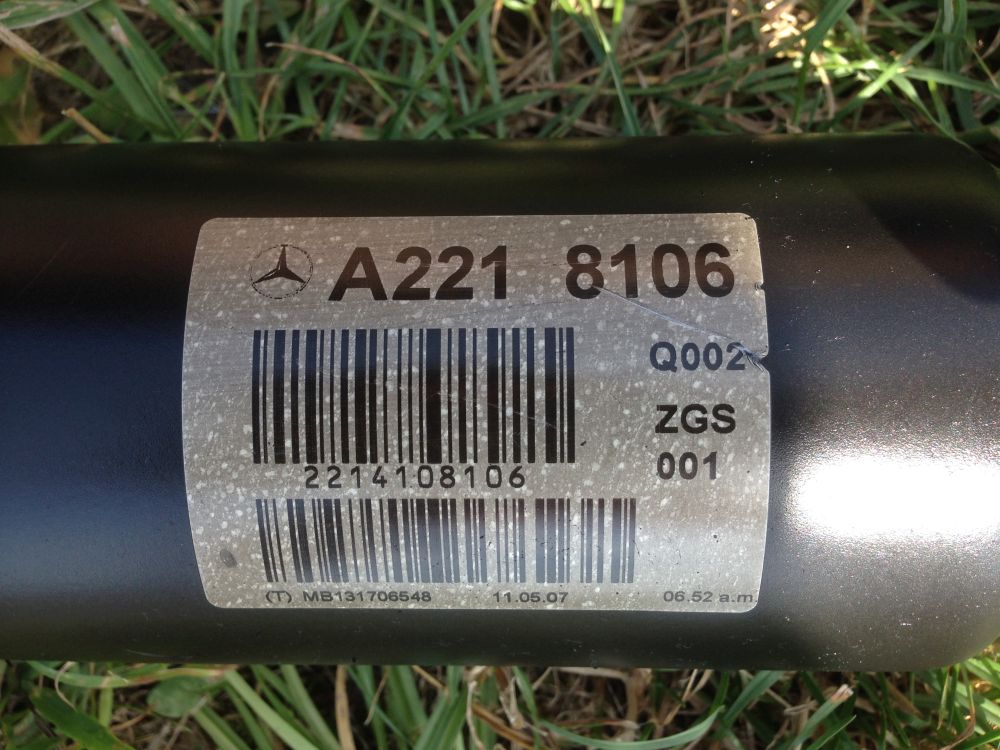 A221 8106
Q002
2214108106
ZGS
001
(T) MB131706548 11.05.07 06.52 a.m.